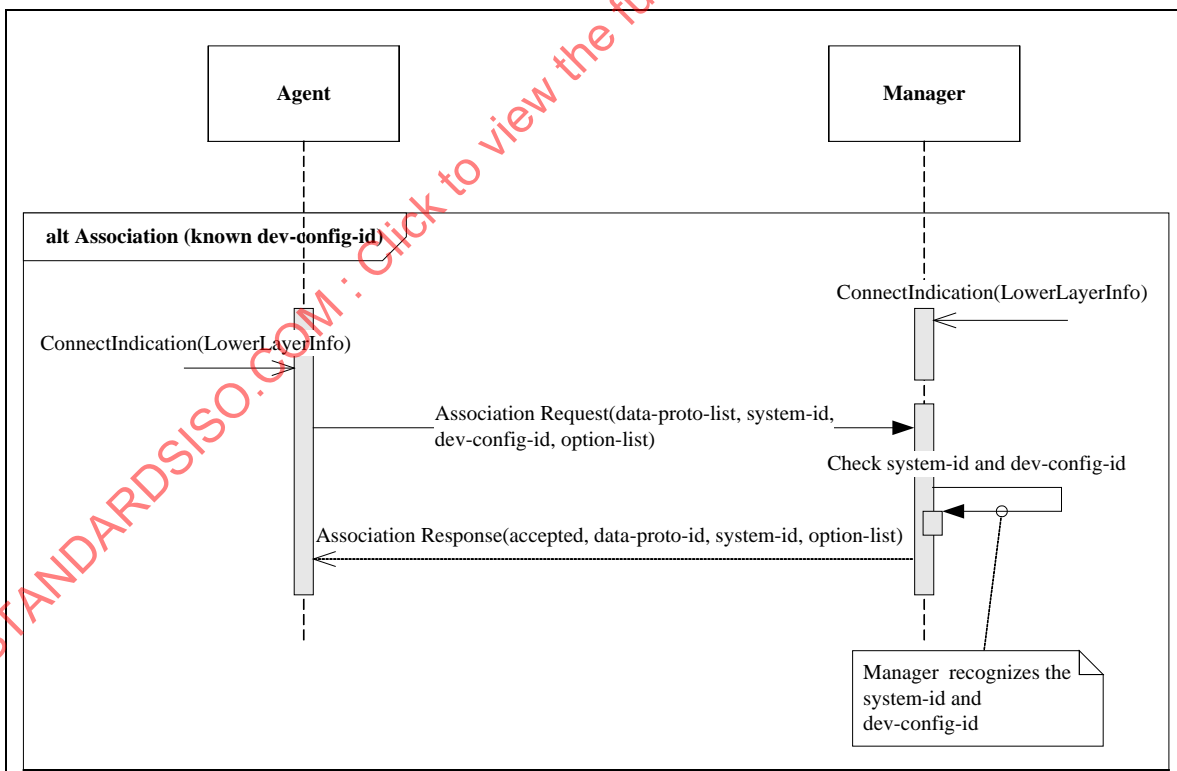 Agent
Manager
alt Association (known dev-config-id)
ConnectIndication(LowerLayerInfo)
ConnectIndication(LowerLayerInfo)
Association Request(data-proto-list, system-id,
dev-config-id, option-list)
Check system-id and dev-config-id
Association Response(accepted, data-proto-id, system-id, option-list)
Manager recognizes the
system-id and
dev-config-id
STANDARDSISO.COM : Click to view the fu